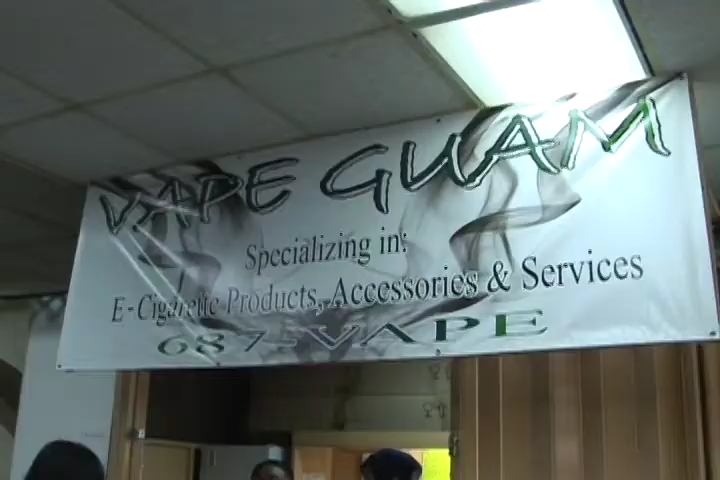 VAPE GUAM
Specializing in:
E-Cigarette Products, Accessories & Services
687-VAPE